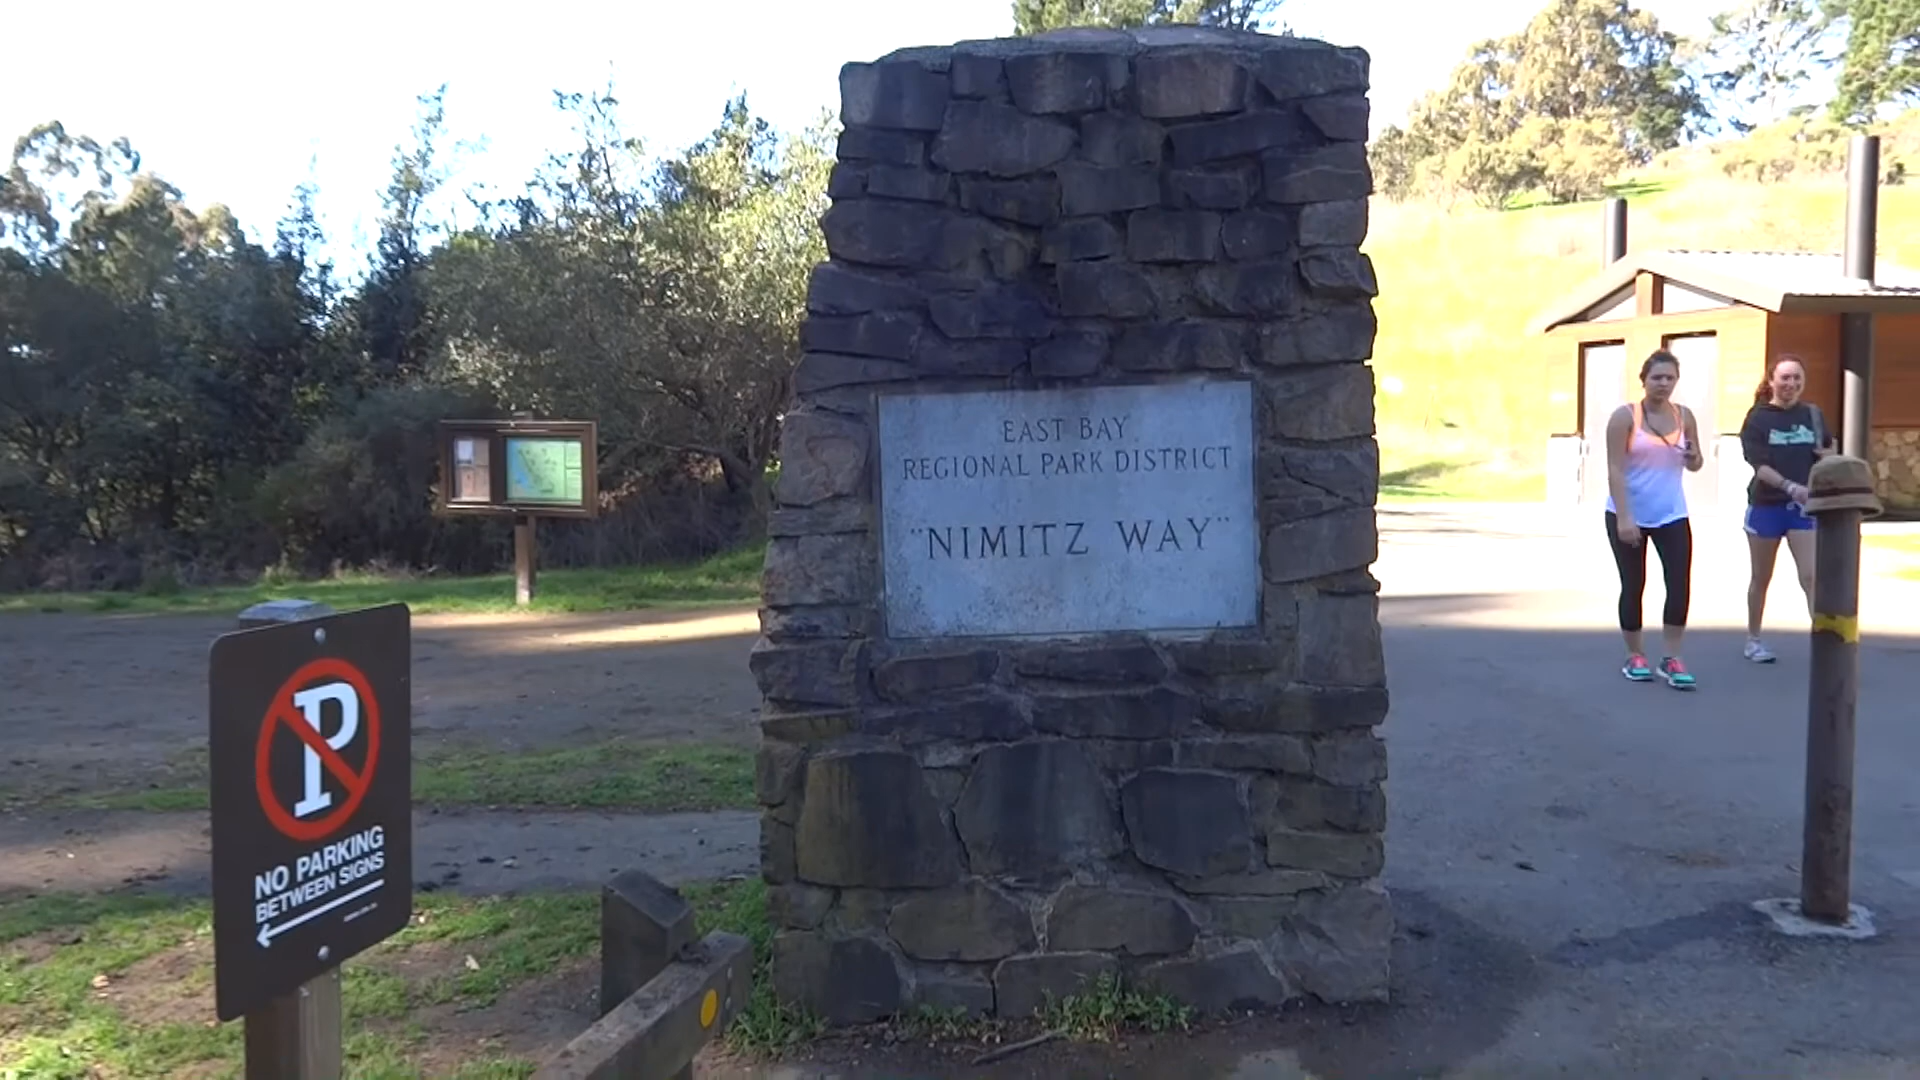 EAST BAY
REGIONAL PARK DISTRICT
"NIMITZ WAY"
P
NO PARKING
BETWEEN SIGNS